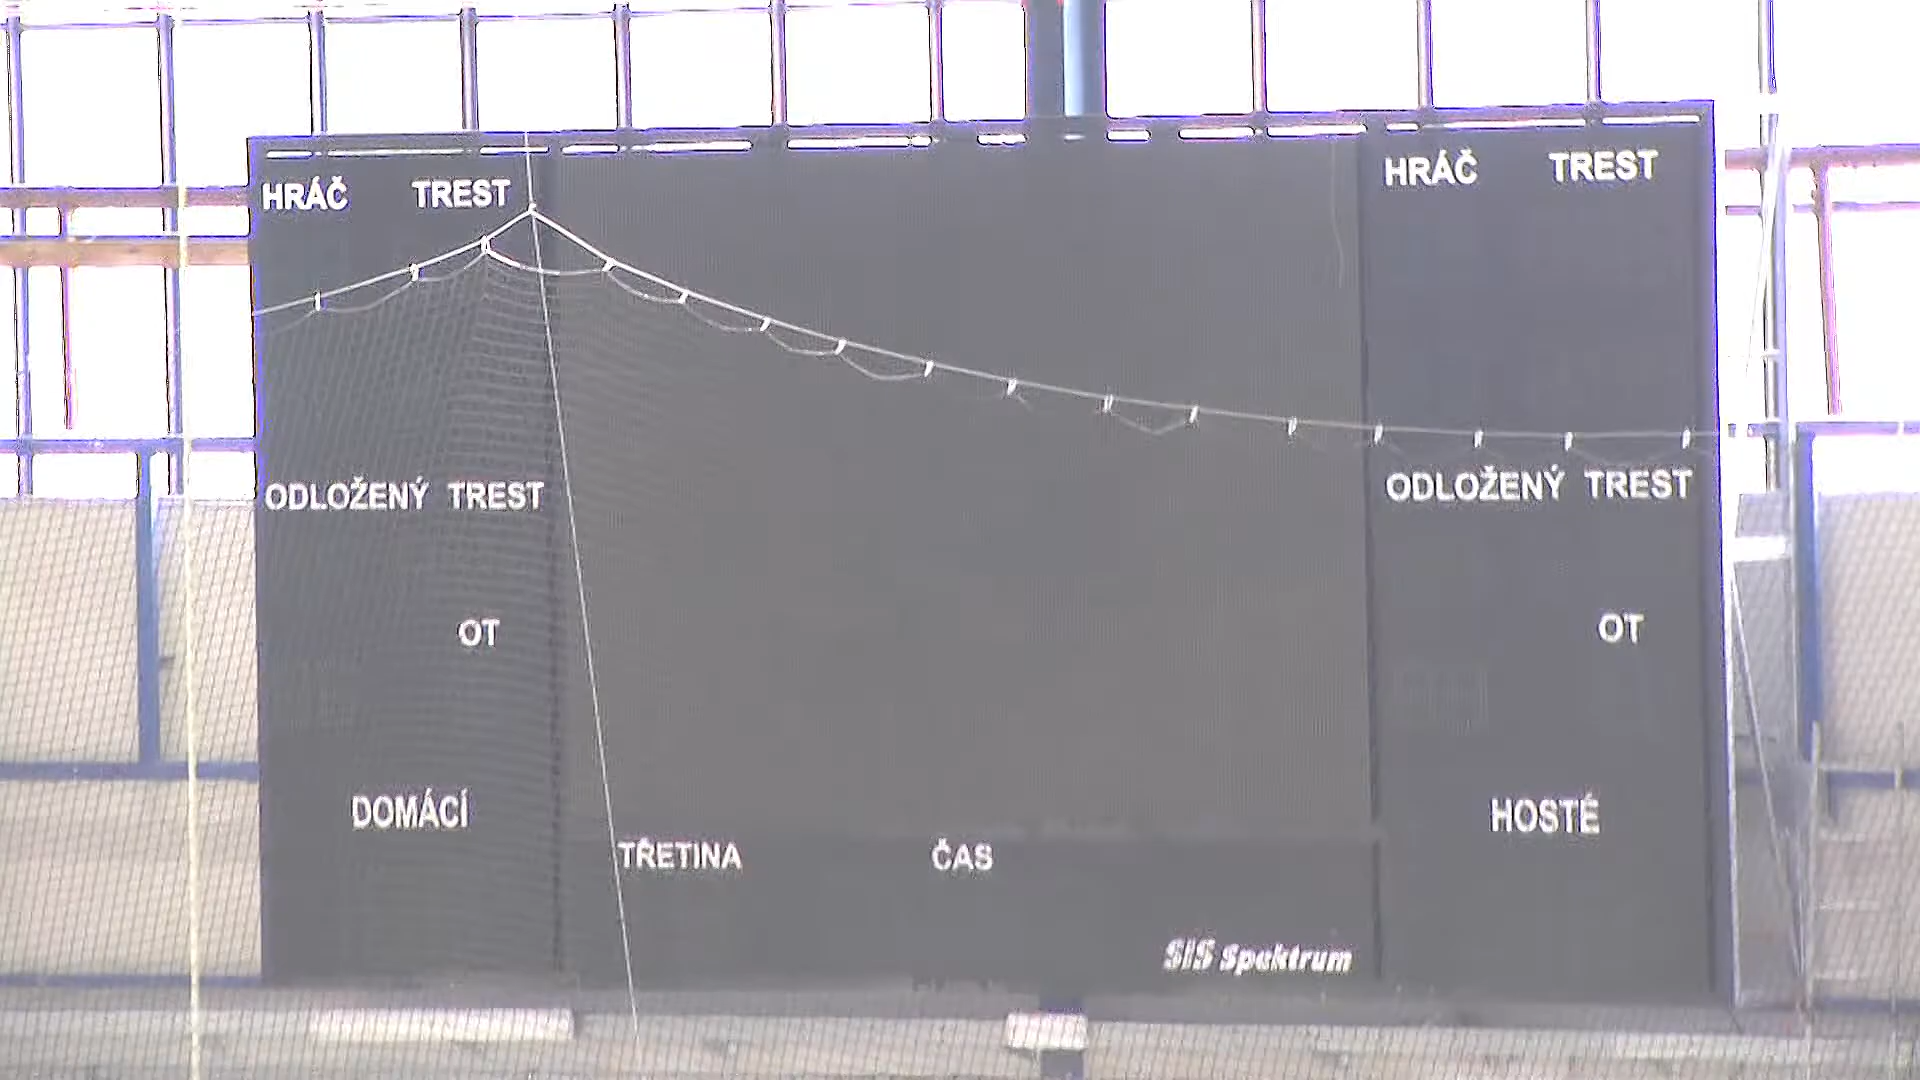 HRÁČ TREST
HRÁČ TREST
ODLOŽENÝ TREST
ODLOŽENÝ TREST
OT
OT
DOMÁCÍ
HOSTÉ
TŘETINA
ČAS
SIS Spektrum